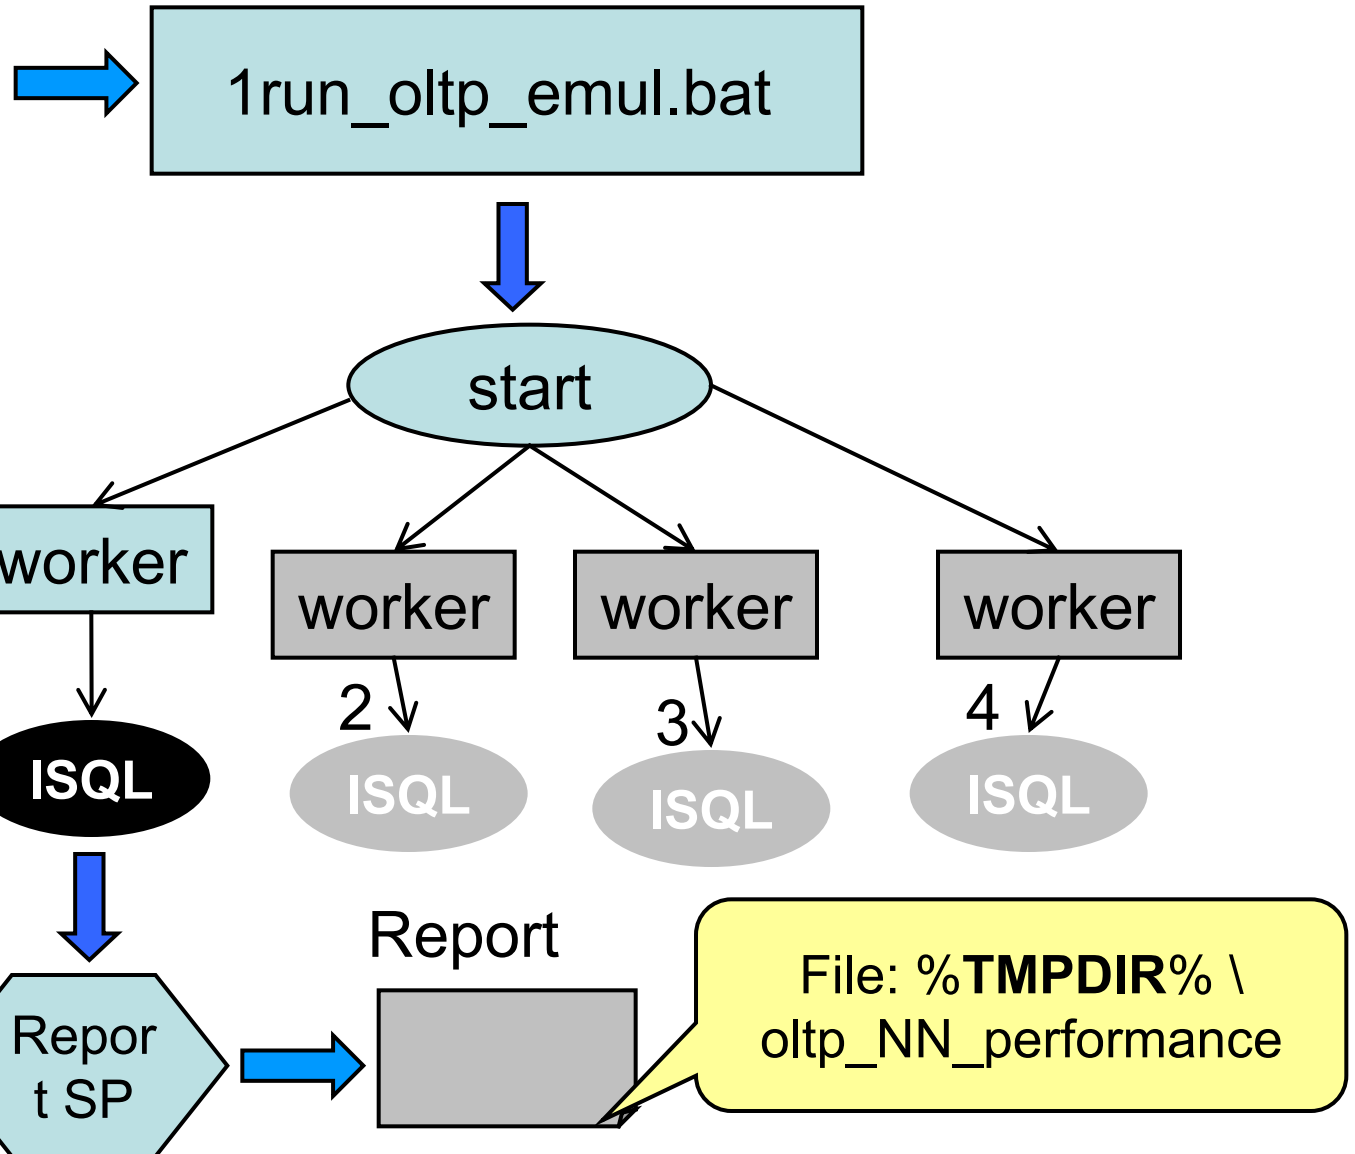 1run_oltp_emul.bat
start
worker
worker
worker
worker
2
3
4
ISQL
ISQL
ISQL
ISQL
Report
File: %TMPDIR% \
oltp_NN_performance
Repor
t SP